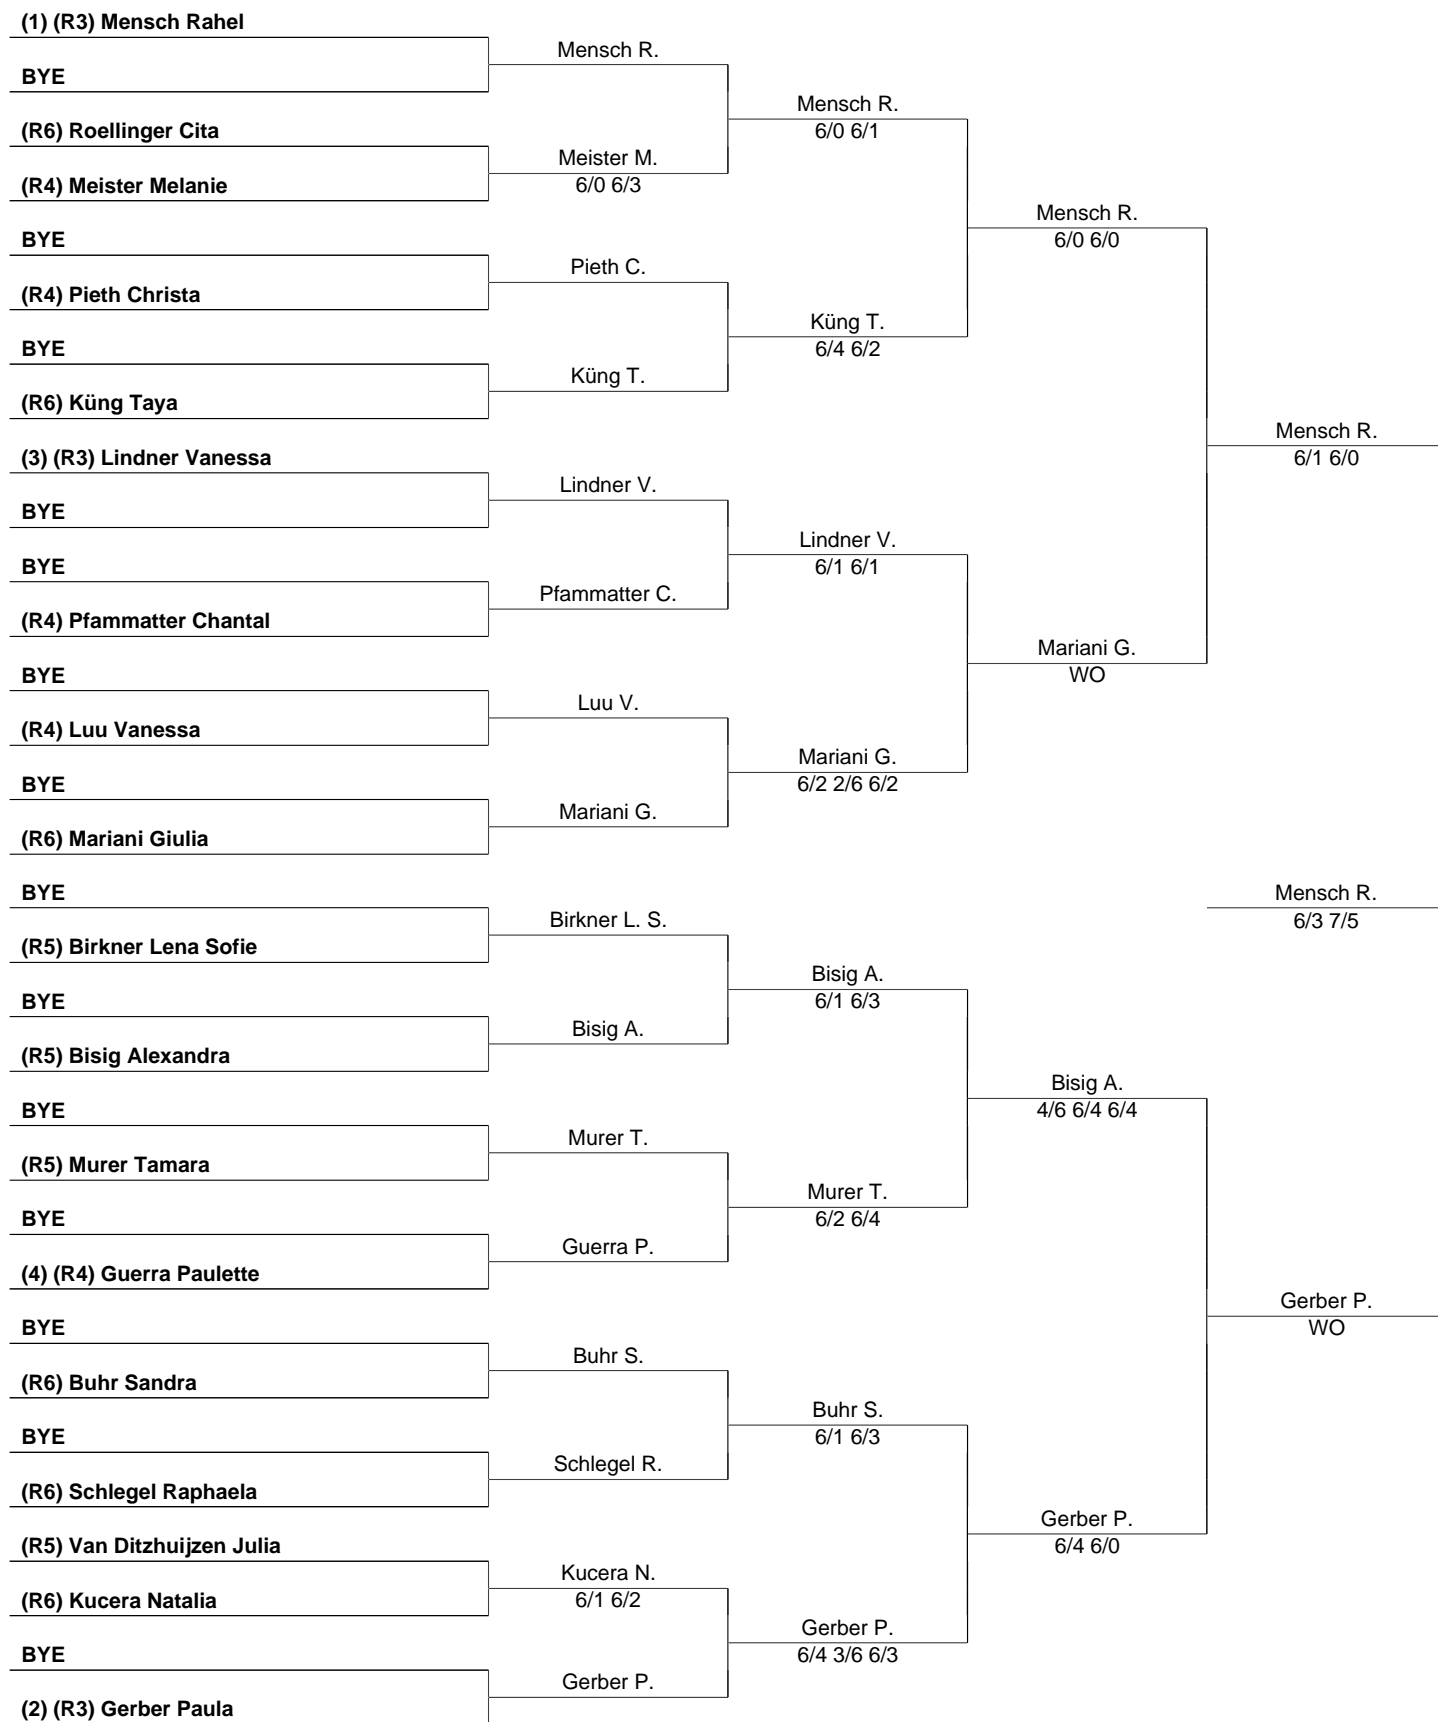 (1) (R3) Mensch Rahel
BYE
(R6) Roellinger Cita
(R4) Meister Melanie
BYE
(R4) Pieth Christa
BYE
(R6) Küng Taya
(3) (R3) Lindner Vanessa
BYE
BYE
(R4) Pfammatter Chantal
BYE
(R4) Luu Vanessa
BYE
(R6) Mariani Giulia
BYE
(R5) Birkner Lena Sofie
BYE
(R5) Bisig Alexandra
BYE
(R5) Murer Tamara
BYE
(4) (R4) Guerra Paulette
BYE
(R6) Buhr Sandra
BYE
(R6) Schlegel Raphaela
(R5) Van Ditzhuijzen Julia
(R6) Kucera Natalia
BYE
(2) (R3) Gerber Paula
Mensch R.
Meister M.
6/0 6/3
Pieth C.
Küng T.
Lindner V.
Pfammatter C.
Luu V.
Mariani G.
Birkner L. S.
Bisig A.
Murer T.
Guerra P.
Buhr S.
Schlegel R.
Kucera N.
6/1 6/2
Gerber P.
Mensch R.
6/0 6/1
Küng T.
6/4 6/2
Lindner V.
6/1 6/1
Mariani G.
6/2 2/6 6/2
Bisig A.
6/1 6/3
Murer T.
6/2 6/4
Buhr S.
6/1 6/3
Gerber P.
6/4 3/6 6/3
Mensch R.
6/0 6/0
Mariani G.
WO
Bisig A.
4/6 6/4 6/4
Gerber P.
6/4 6/0
Mensch R.
6/1 6/0
Mensch R.
6/3 7/5
Gerber P.
WO